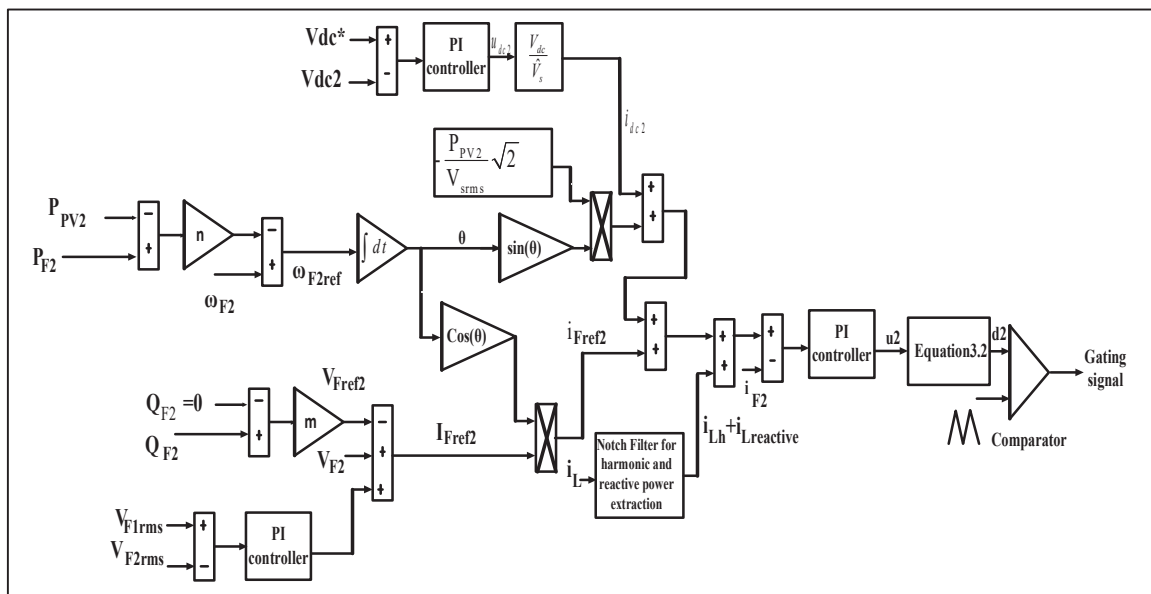 Vdc*
Vdc2
+
-
PI
controller
u_dc2
V_dc
V̂_s
i_dc2
- P_PV2
V_srms
√2
+
+
P_PV2
P_F2
-
+
n
-
+
ω_F2
ω_F2ref
∫ dt
θ
sin(θ)
Cos(θ)
i_Fref2
+
+
+
+
+
-
i_F2
PI
controller
u2
Equation3.2
d2
Gating
signal
Comparator
Q_F2 =0
Q_F2
-
+
m
V_Fref2
V_F2
-
+
+
I_Fref2
i_L
Notch Filter for
harmonic and
reactive power
extraction
i_Lh+i_Lreactive
V_F1rms
V_F2rms
+
-
PI
controller